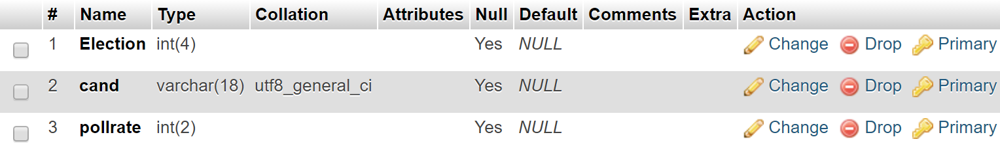 # Name Type Collation Attributes Null Default Comments Extra Action
1 Election int(4) Yes NULL Change Drop Primary
2 cand varchar(18) utf8_general_ci Yes NULL Change Drop Primary
3 pollrate int(2) Yes NULL Change Drop Primary